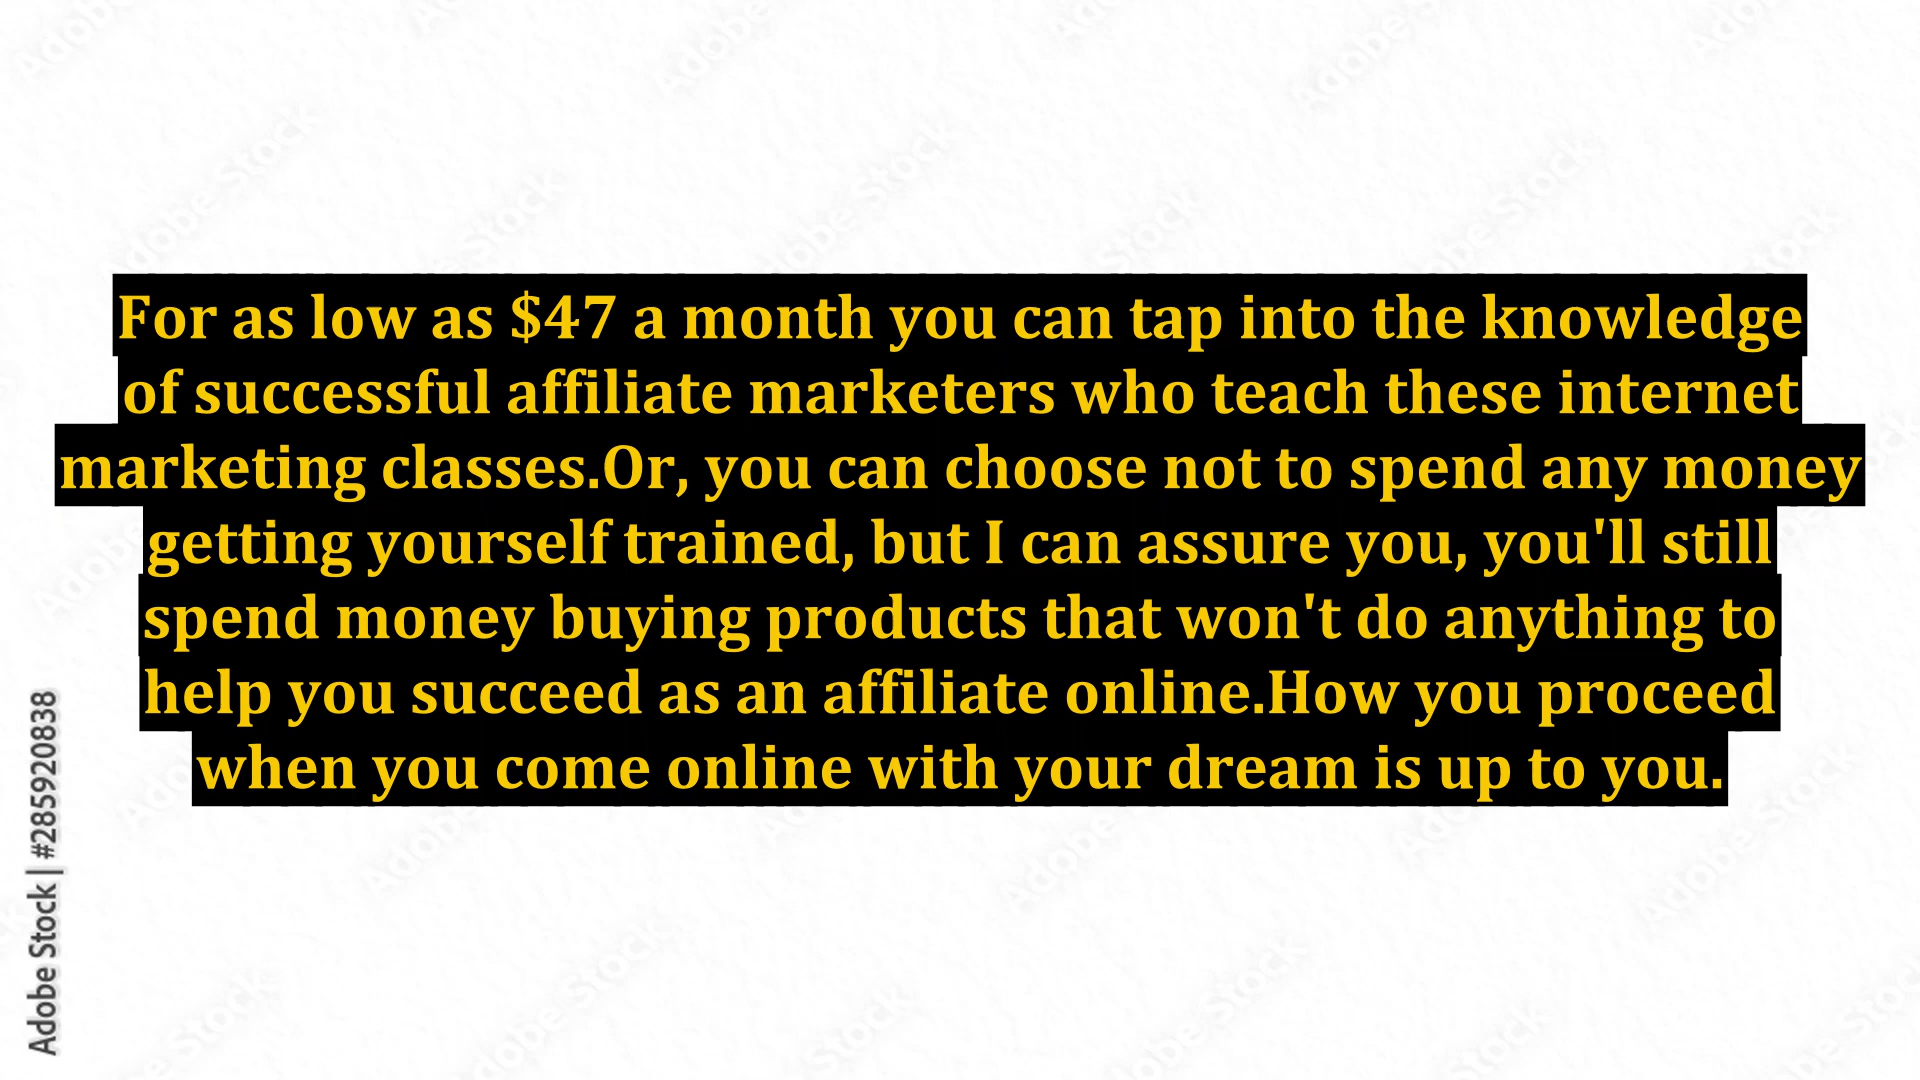 For as low as $47 a month you can tap into the knowledge
of successful affiliate marketers who teach these internet
marketing classes.Or, you can choose not to spend any money
getting yourself trained, but I can assure you, you'll still
spend money buying products that won't do anything to
help you succeed as an affiliate online.How you proceed
when you come online with your dream is up to you.
Adobe Stock | #285920838